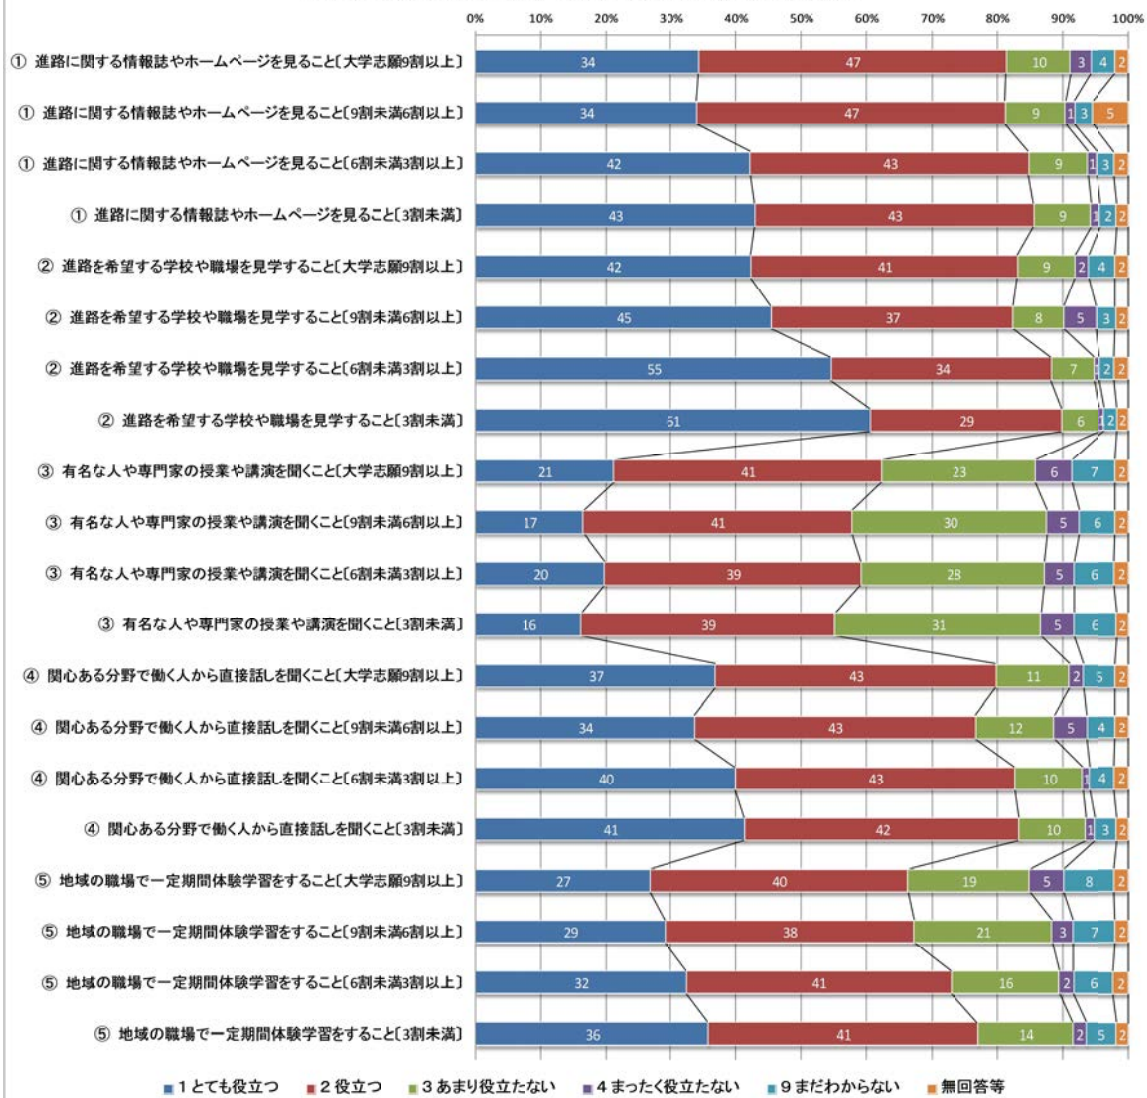 0% 10% 20% 30% 40% 50% 60% 70% 80% 90% 100%
① 進路に関する情報誌やホームページを見ること〔大学志願9割以上〕 34 47 10 3 4 2
① 進路に関する情報誌やホームページを見ること〔9割未満6割以上〕 34 47 9 1 3 5
① 進路に関する情報誌やホームページを見ること〔6割未満3割以上〕 42 43 9 1 3 2
① 進路に関する情報誌やホームページを見ること〔3割未満〕 43 43 9 1 2 2
② 進路を希望する学校や職場を見学すること〔大学志願9割以上〕 42 41 9 2 4 2
② 進路を希望する学校や職場を見学すること〔9割未満6割以上〕 45 37 8 5 3 2
② 進路を希望する学校や職場を見学すること〔6割未満3割以上〕 55 34 7 2 2
② 進路を希望する学校や職場を見学すること〔3割未満〕 61 29 6 1 2 2
③ 有名な人や専門家の授業や講演を聞くこと〔大学志願9割以上〕 21 41 23 6 7 2
③ 有名な人や専門家の授業や講演を聞くこと〔9割未満6割以上〕 17 41 30 5 6 2
③ 有名な人や専門家の授業や講演を聞くこと〔6割未満3割以上〕 20 39 28 5 6 2
③ 有名な人や専門家の授業や講演を聞くこと〔3割未満〕 16 39 31 5 6 2
④ 関心ある分野で働く人から直接話しを聞くこと〔大学志願9割以上〕 37 43 11 2 5 2
④ 関心ある分野で働く人から直接話しを聞くこと〔9割未満6割以上〕 34 43 12 5 4 2
④ 関心ある分野で働く人から直接話しを聞くこと〔6割未満3割以上〕 40 43 10 1 4 2
④ 関心ある分野で働く人から直接話しを聞くこと〔3割未満〕 41 42 10 1 3 2
⑤ 地域の職場で一定期間体験学習をすること〔大学志願9割以上〕 27 40 19 5 8 2
⑤ 地域の職場で一定期間体験学習をすること〔9割未満6割以上〕 29 38 21 3 7 2
⑤ 地域の職場で一定期間体験学習をすること〔6割未満3割以上〕 32 41 16 2 6 2
⑤ 地域の職場で一定期間体験学習をすること〔3割未満〕 36 41 14 2 5 2
1 とても役立つ 2 役立つ 3 あまり役立たない 4 まったく役立たない 9 まだわからない 無回答等